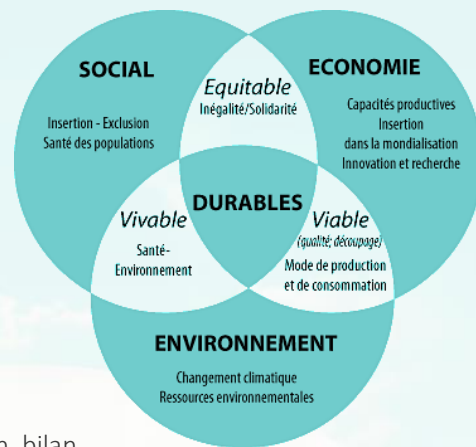 SOCIAL
Insertion - Exclusion
Santé des populations
Equitable
Inégalité/Solidarité
ECONOMIE
Capacités productives
Insertion
dans la mondialisation
Innovation et recherche
DURABLES
Vivable
Santé-
Environnement
Viable
(qualité; découpage)
Mode de production
et de consommation
ENVIRONNEMENT
Changement climatique
Ressources environnementales
bilan